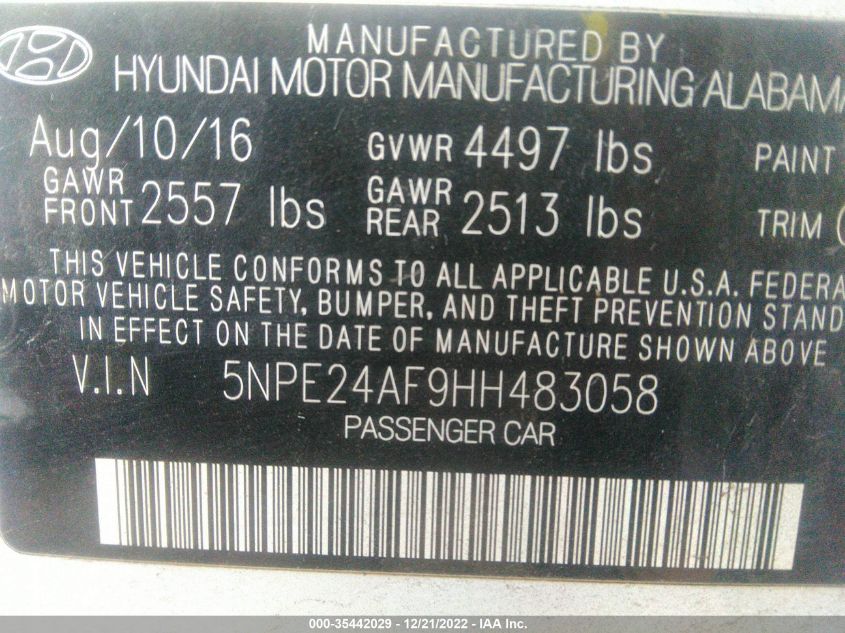 MANUFACTURED BY
HYUNDAI MOTOR MANUFACTURING ALABAMA
Aug/10/16 GVWR 4497 lbs PAINT
GAWR FRONT 2557 lbs GAWR REAR 2513 lbs TRIM
THIS VEHICLE CONFORMS TO ALL APPLICABLE U.S.A. FEDERA
MOTOR VEHICLE SAFETY, BUMPER, AND THEFT PREVENTION STAND
IN EFFECT ON THE DATE OF MANUFACTURE SHOWN ABOVE
V.I.N 5NPE24AF9HH483058
PASSENGER CAR
000-35442029 - 12/21/2022 - IAA Inc.